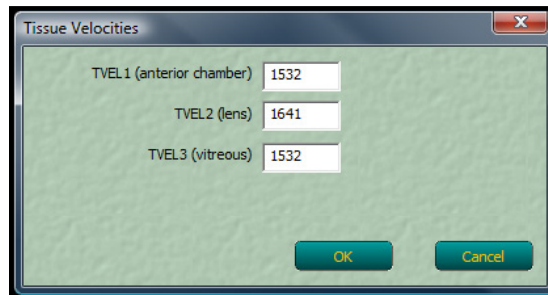 Tissue Velocities
TVEL1 (anterior chamber) 1532
TVEL2 (lens) 1641
TVEL3 (vitreous) 1532
OK Cancel